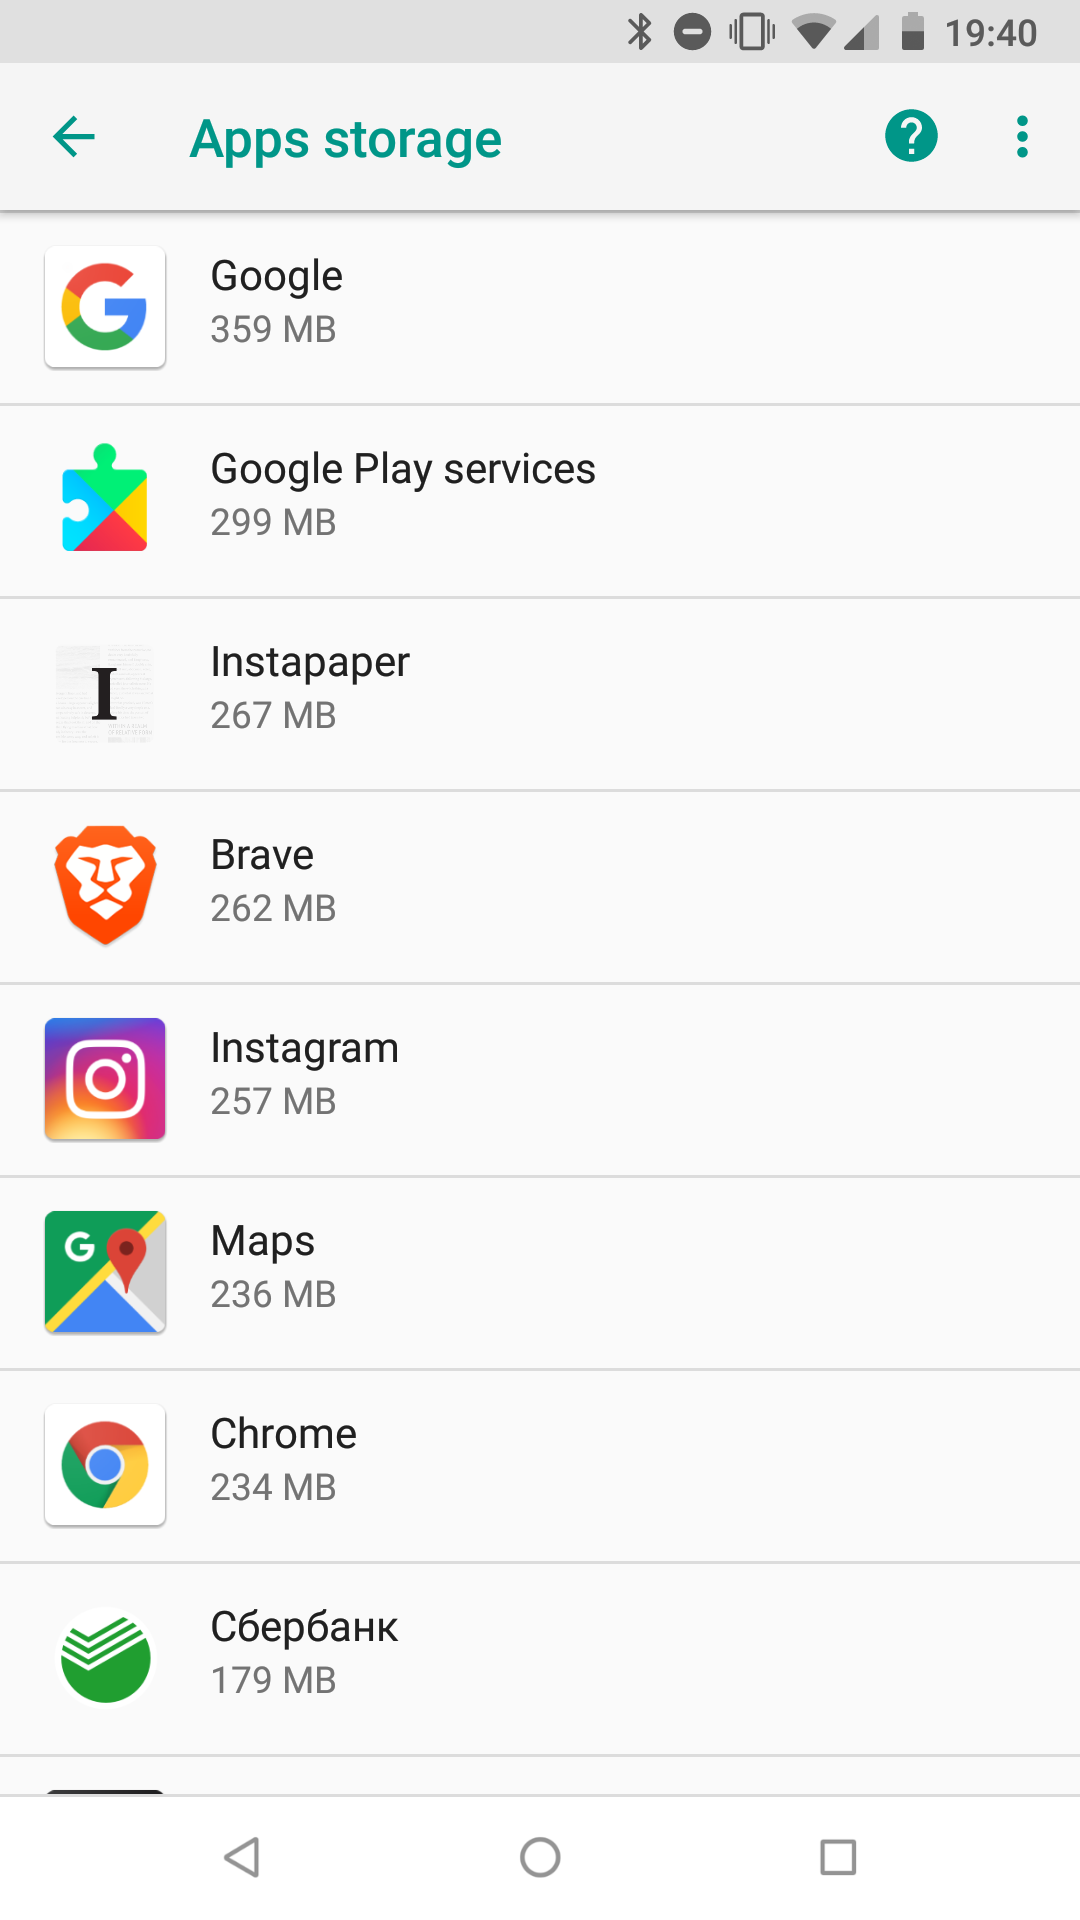 19:40
Apps storage
Google
359 MB
Google Play services
299 MB
I
Instapaper
267 MB
Brave
262 MB
Instagram
257 MB
G
Maps
236 MB
Chrome
234 MB
Сбербанк
179 MB